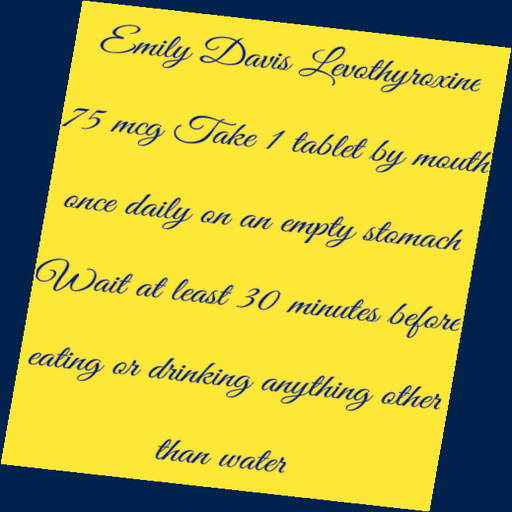 Emily Davis Levothyroxine
75 mcg Take 1 tablet by mouth
once daily on an empty stomach
Wait at least 30 minutes before
eating or drinking anything other
than water